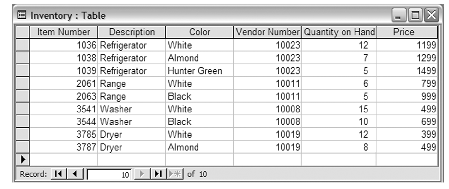 Inventory : Table
Item Number Description Color Vendor Number Quantity on Hand Price
1036 Refrigerator White 10023 12 1199
1038 Refrigerator Almond 10023 7 1299
1039 Refrigerator Hunter Green 10023 5 1499
2061 Range White 10011 6 799
2063 Range Black 10011 5 999
3541 Washer White 10008 15 499
3544 Washer Black 10008 10 699
3785 Dryer White 10019 12 399
3787 Dryer Almond 10019 8 499
Record: 10 of 10